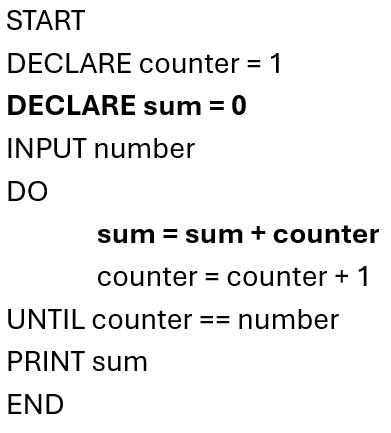 START
DECLARE counter = 1
DECLARE sum = 0
INPUT number
DO
sum = sum + counter
counter = counter + 1
UNTIL counter == number
PRINT sum
END